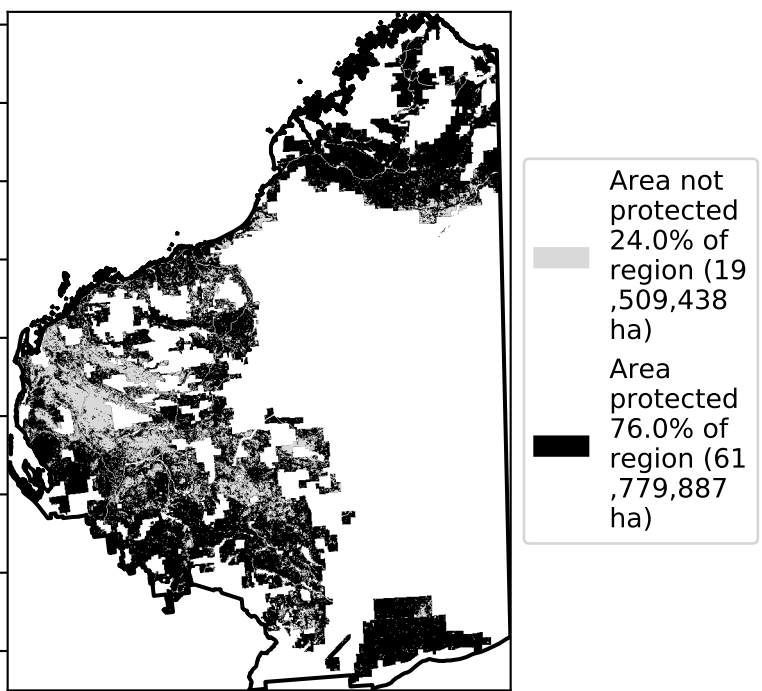 Area not
protected
24.0% of
region (19
,509,438
ha)
Area
protected
76.0% of
region (61
,779,887
ha)